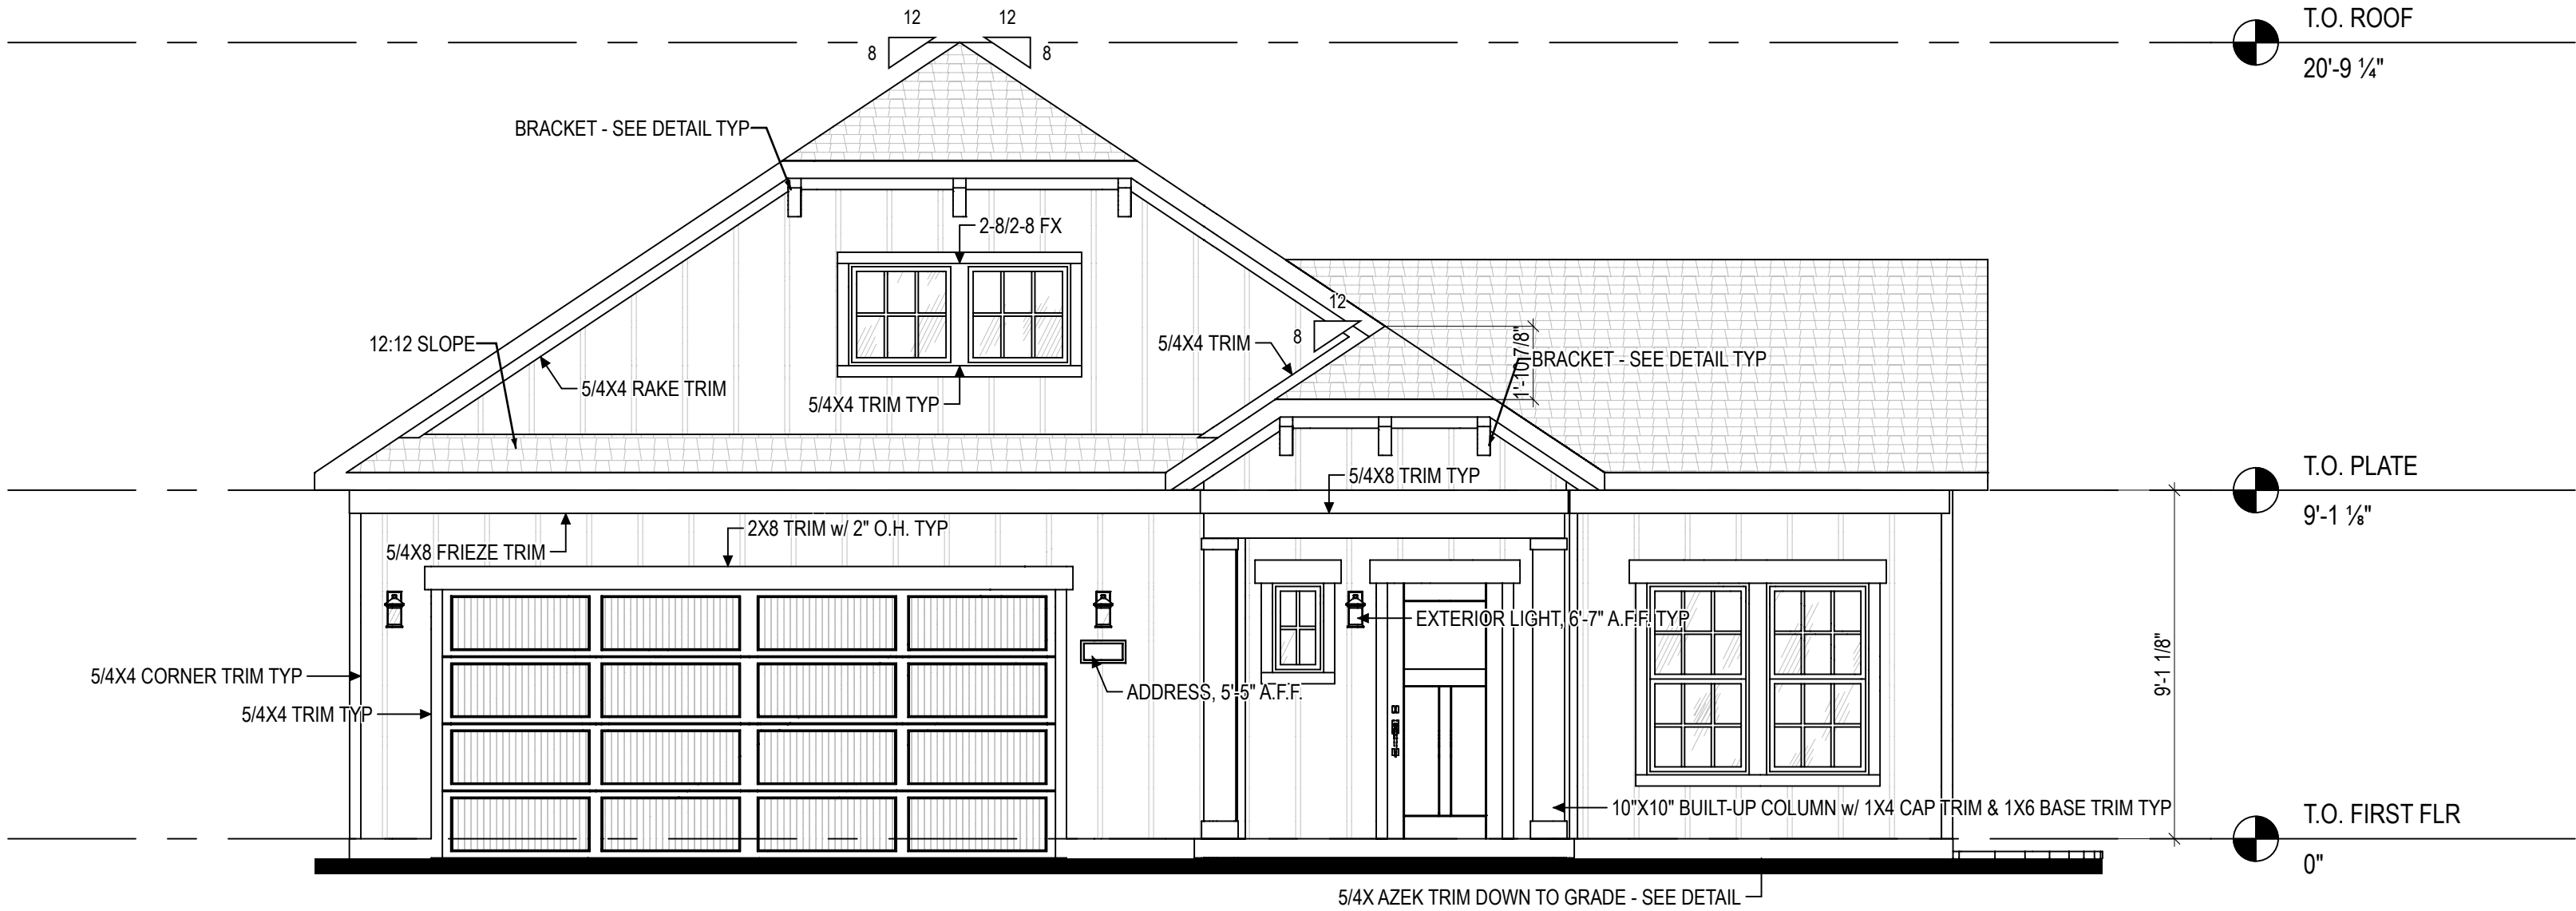 12
12
T.O. ROOF
8
8
20'-9 ¼"
BRACKET - SEE DETAIL TYP
2-8/2-8 FX
12
8
12:12 SLOPE
5/4X4 TRIM
1'-10 7/8"
BRACKET - SEE DETAIL TYP
5/4X4 RAKE TRIM
5/4X4 TRIM TYP
T.O. PLATE
5/4X8 TRIM TYP
9'-1 ⅛"
2X8 TRIM w/ 2" O.H. TYP
5/4X8 FRIEZE TRIM
EXTERIOR LIGHT, 6'-7" A.F.F. TYP
9'-1 1/8"
5/4X4 CORNER TRIM TYP
ADDRESS, 5'-5" A.F.F.
5/4X4 TRIM TYP
10"X10" BUILT-UP COLUMN w/ 1X4 CAP TRIM & 1X6 BASE TRIM TYP
T.O. FIRST FLR
0"
5/4X AZEK TRIM DOWN TO GRADE - SEE DETAIL